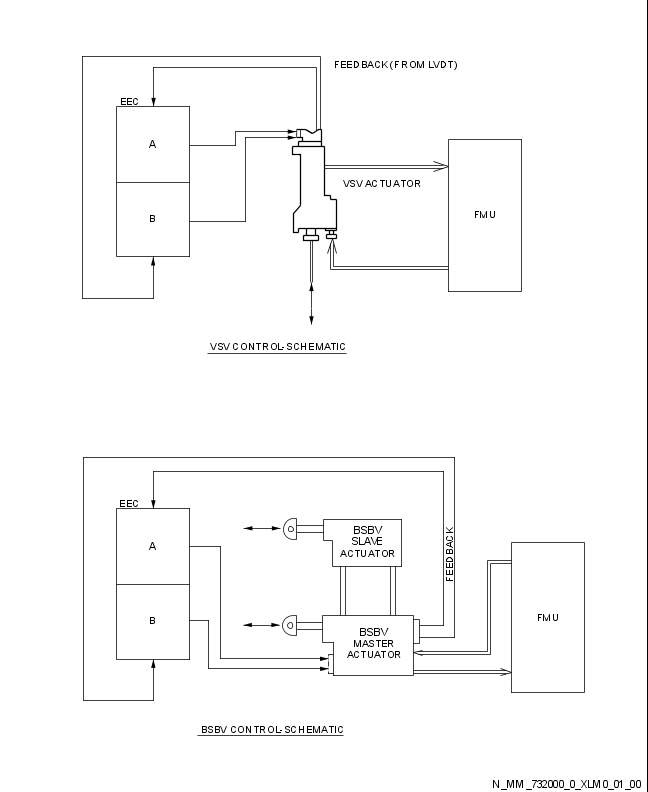 FEEDBACK (FROM LVDT)
EEC
A
B
VSV ACTUATOR
FMU
VSV CONTROL-SCHEMATIC
EEC
A
B
BSBV
SLAVE
ACTUATOR
FEEDBACK
BSBV
MASTER
ACTUATOR
FMU
BSBV CONTROL-SCHEMATIC
N_MM_732000_0_XLM0_01_00